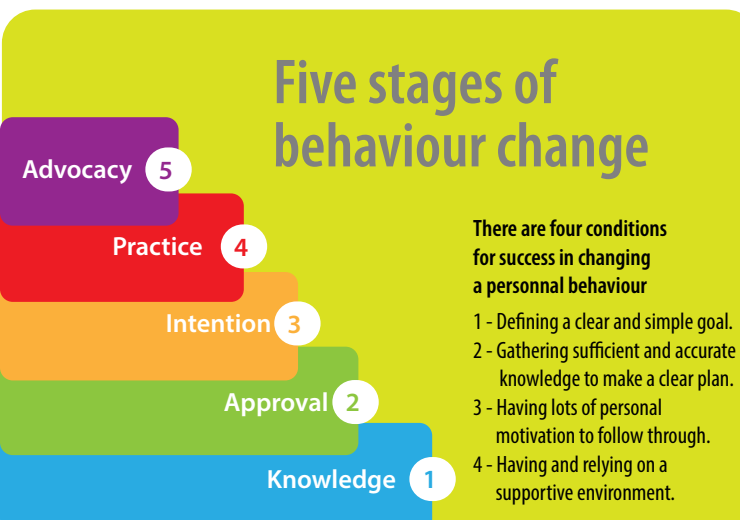 Five stages of
behaviour change
Advocacy 5
Practice 4
Intention 3
Approval 2
Knowledge 1
There are four conditions
for success in changing
a personnal behaviour
1 - Defining a clear and simple goal.
2 - Gathering sufficient and accurate
knowledge to make a clear plan.
3 - Having lots of personal
motivation to follow through.
4 - Having and relying on a
supportive environment.